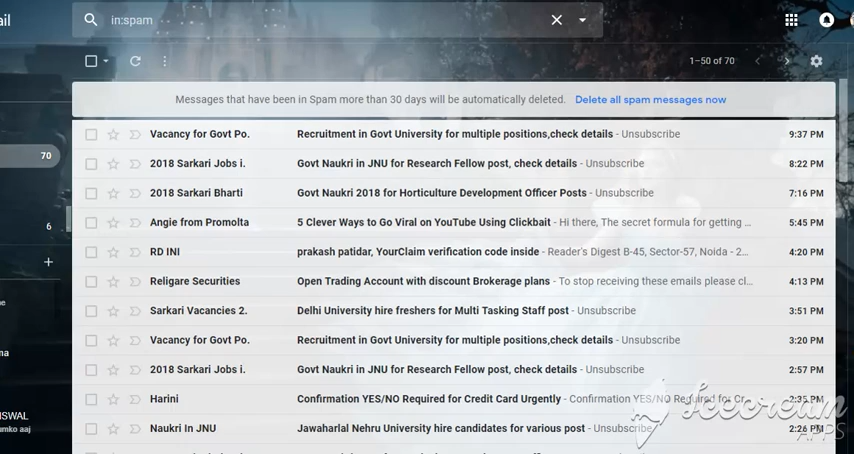 ail
in:spam
1–50 of 70
Messages that have been in Spam more than 30 days will be automatically deleted. Delete all spam messages now
70
6
+
ma
ISWAL
umko aaj
Vacancy for Govt Po. Recruitment in Govt University for multiple positions,check details - Unsubscribe 9:37 PM
2018 Sarkari Jobs i. Govt Naukri in JNU for Research Fellow post, check details - Unsubscribe 8:22 PM
2018 Sarkari Bharti Govt Naukri 2018 for Horticulture Development Officer Posts - Unsubscribe 7:16 PM
Angie from Promolta 5 Clever Ways to Go Viral on YouTube Using Clickbait - Hi there, The secret formula for getting ... 5:45 PM
RD INI prakash patidar, YourClaim verification code inside - Reader's Digest B-45, Sector-57, Noida - 2... 4:20 PM
Religare Securities Open Trading Account with discount Brokerage plans - To stop receiving these emails please cl... 4:13 PM
Sarkari Vacancies 2. Delhi University hire freshers for Multi Tasking Staff post - Unsubscribe 3:51 PM
Vacancy for Govt Po. Recruitment in Govt University for multiple positions,check details - Unsubscribe 3:20 PM
2018 Sarkari Jobs i. Govt Naukri in JNU for Research Fellow post, check details - Unsubscribe 2:57 PM
Harini Confirmation YES/NO Required for Credit Card Urgently - Confirmation YES/NO Required for Cr
Naukri In JNU Jawaharlal Nehru University hire candidates for various post - Unsubscribe 2:26 PM
Icecream
APPS